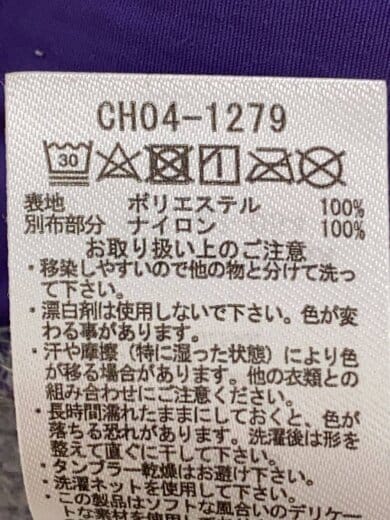 CH04-1279
30
表地 ポリエステル 100%
別布部分 ナイロン 100%
お取り扱い上のご注意
・移染しやすいので他の物と分けて洗っ
て下さい。
・漂白剤は使用しないで下さい。色が変
わる事があります。
・汗や摩擦（特に湿った状態）により色
が移る場合があります。他の衣類との
組み合わせにご注意ください。
・長時間濡れたままにしておくと、色が
落ちる恐れがあります。洗濯後は形を
整えて直ぐに干して下さい。
・タンブラー乾燥はお避け下さい。
・洗濯ネットを使用して下さい。
・この製品はソフトな風合いのデリケー
トな素材を使用して